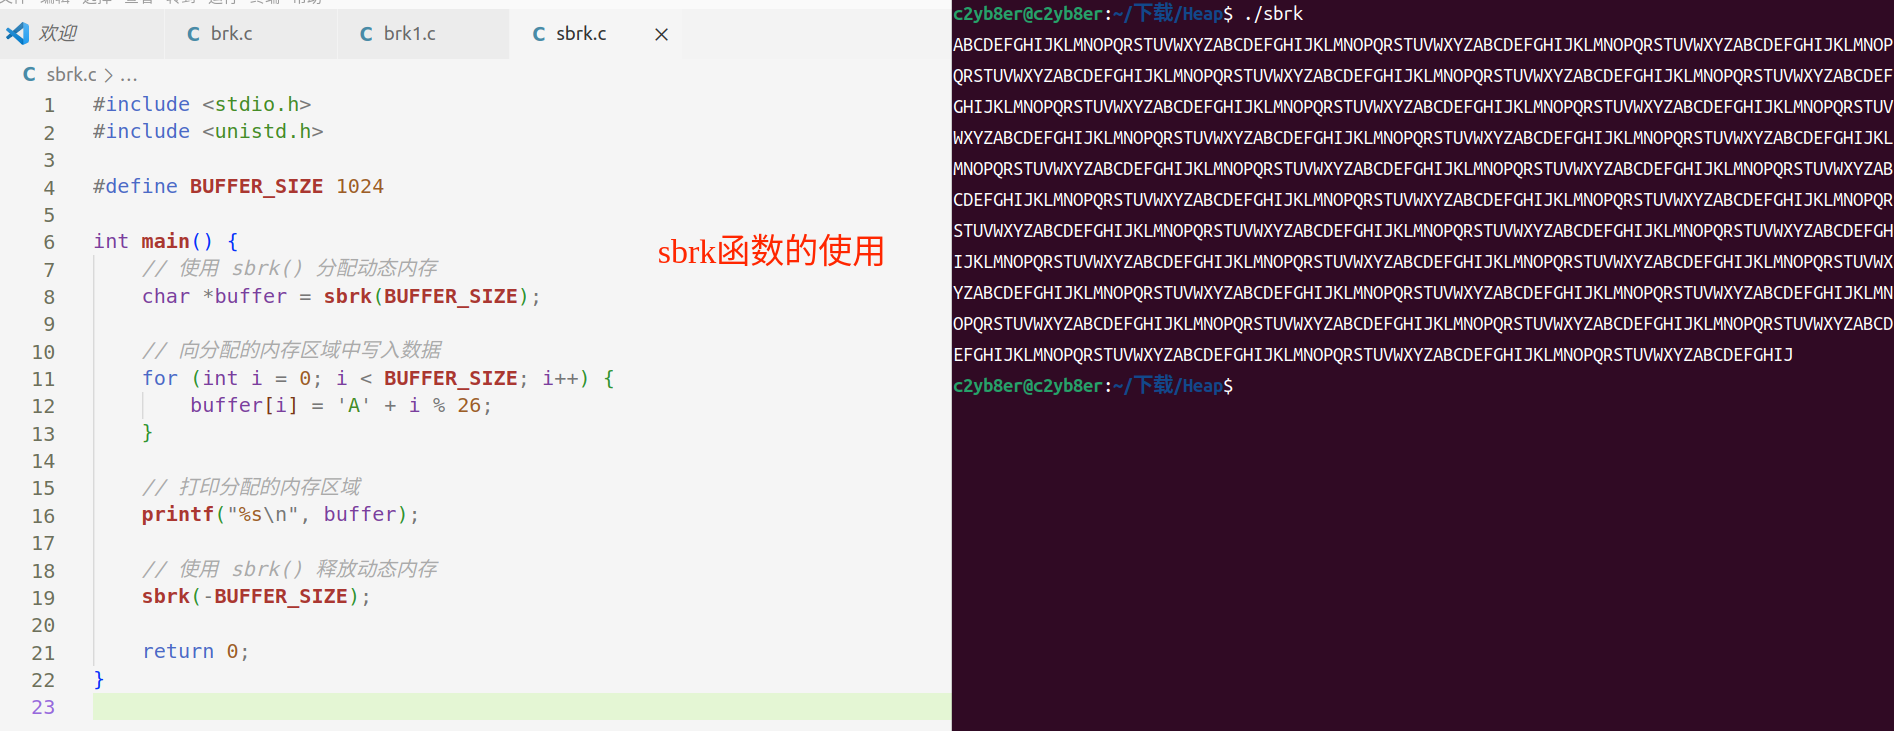 欢迎
C brk.c
C brk1.c
C sbrk.c ×
C sbrk.c > ...
1 #include <stdio.h>
2 #include <unistd.h>
3
4 #define BUFFER_SIZE 1024
5
6 int main() {
7 // 使用 sbrk() 分配动态内存
8 char *buffer = sbrk(BUFFER_SIZE);
9
10 // 向分配的内存区域中写入数据
11 for (int i = 0; i < BUFFER_SIZE; i++) {
12 buffer[i] = 'A' + i % 26;
13 }
14
15 // 打印分配的内存区域
16 printf("%s\n", buffer);
17
18 // 使用 sbrk() 释放动态内存
19 sbrk(-BUFFER_SIZE);
20
21 return 0;
22 }
23
sbrk函数的使用
c2yb8er@c2yb8er:~/下载/Heap$ ./sbrk
ABCDEFGHIJKLMNOPQRSTUVWXYZABCDEFGHIJKLMNOPQRSTUVWXYZABCDEFGHIJKLMNOPQRSTUVWXYZABCDEFGHIJKLMNOP
QRSTUVWXYZABCDEFGHIJKLMNOPQRSTUVWXYZABCDEFGHIJKLMNOPQRSTUVWXYZABCDEFGHIJKLMNOPQRSTUVWXYZABCDEF
GHIJKLMNOPQRSTUVWXYZABCDEFGHIJKLMNOPQRSTUVWXYZABCDEFGHIJKLMNOPQRSTUVWXYZABCDEFGHIJKLMNOPQRSTUV
WXYZABCDEFGHIJKLMNOPQRSTUVWXYZABCDEFGHIJKLMNOPQRSTUVWXYZABCDEFGHIJKLMNOPQRSTUVWXYZABCDEFGHIJKL
MNOPQRSTUVWXYZABCDEFGHIJKLMNOPQRSTUVWXYZABCDEFGHIJKLMNOPQRSTUVWXYZABCDEFGHIJKLMNOPQRSTUVWXYZAB
CDEFGHIJKLMNOPQRSTUVWXYZABCDEFGHIJKLMNOPQRSTUVWXYZABCDEFGHIJKLMNOPQRSTUVWXYZABCDEFGHIJKLMNOPQR
STUVWXYZABCDEFGHIJKLMNOPQRSTUVWXYZABCDEFGHIJKLMNOPQRSTUVWXYZABCDEFGHIJKLMNOPQRSTUVWXYZABCDEFGH
IJKLMNOPQRSTUVWXYZABCDEFGHIJKLMNOPQRSTUVWXYZABCDEFGHIJKLMNOPQRSTUVWXYZABCDEFGHIJKLMNOPQRSTUVWX
YZABCDEFGHIJKLMNOPQRSTUVWXYZABCDEFGHIJKLMNOPQRSTUVWXYZABCDEFGHIJKLMNOPQRSTUVWXYZABCDEFGHIJKLMN
OPQRSTUVWXYZABCDEFGHIJKLMNOPQRSTUVWXYZABCDEFGHIJKLMNOPQRSTUVWXYZABCDEFGHIJKLMNOPQRSTUVWXYZABCD
EFGHIJKLMNOPQRSTUVWXYZABCDEFGHIJKLMNOPQRSTUVWXYZABCDEFGHIJKLMNOPQRSTUVWXYZABCDEFGHIJ
c2yb8er@c2yb8er:~/下载/Heap$